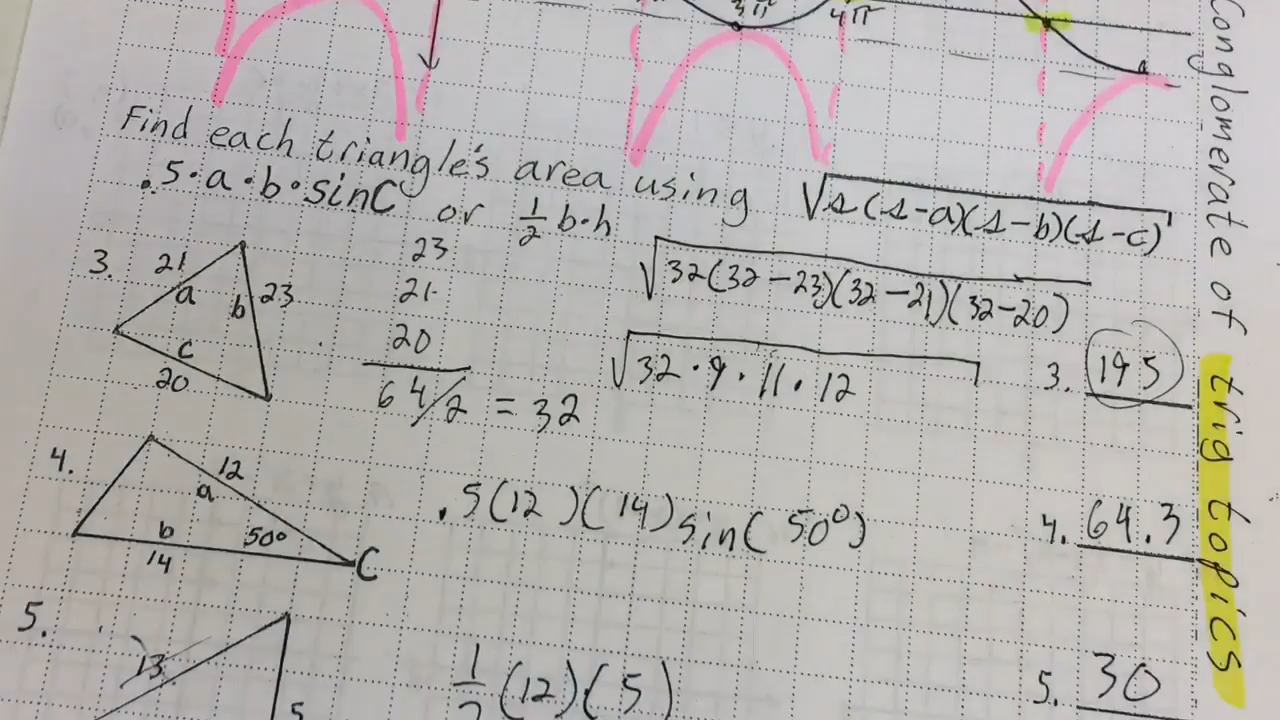 3π
4π
Conglomerate of trig topics
Find each triangle's area using √s(s-a)(s-b)(s-c)
.5·a·b·sinC or 1/2 b·h
3.
21
a
b
23
c
20
23
21
20
64/2 = 32
√32(32-23)(32-21)(32-20)
√32·9·11·12
3. 195
4.
12
a
b
50°
C
14
.5(12)(14)sin(50°)
4. 64.3
5.
13
5
1/2 (12)(5)
5. 30